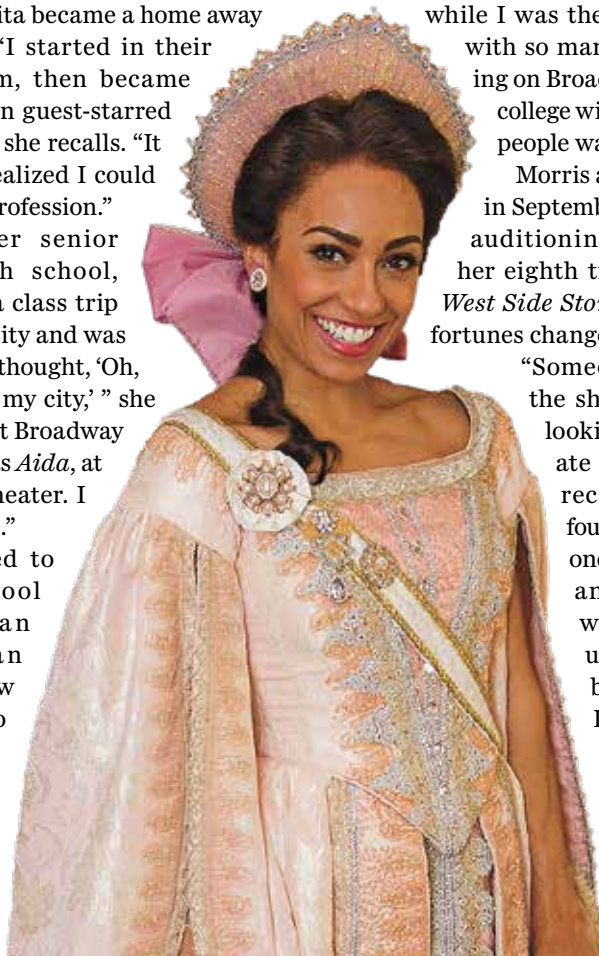 ita became a home away
“I started in their
m, then became
n guest-starred
she recalls. “It
ealized I could
rofession.”
er senior
h school,
a class trip
ity and was
thought, ‘Oh,
my city,’ ” she
t Broadway
s Aida, at
heater. I
.”
ed to
ool
an
an
w
o
while I was the
with so man
ing on Broad
college wi
people wa
Morris a
in Septemb
auditionin
her eighth t
West Side Stor
fortunes change
“Someo
the sh
looki
ate
rec
fou
one
an
w
u
b
I